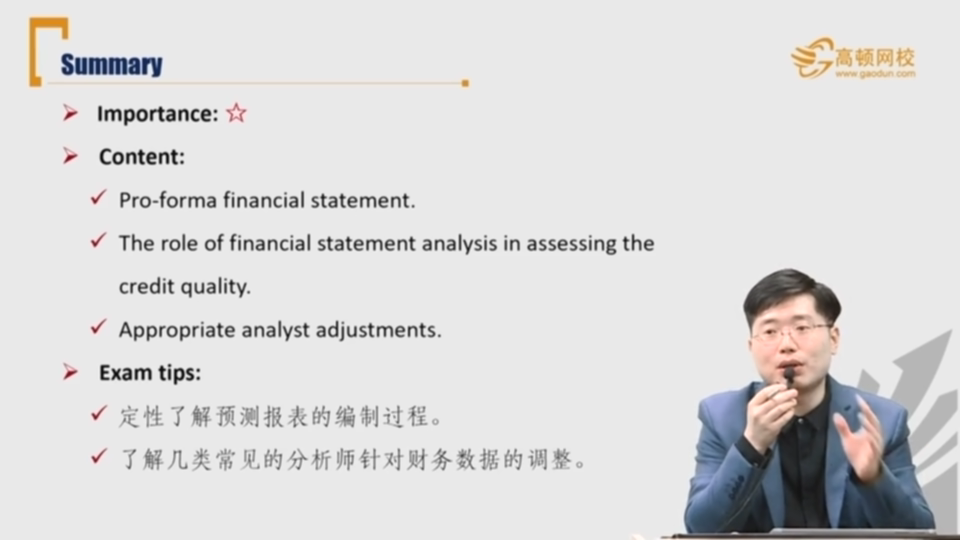 Summary
高顿网校
www.gaodun.com
Importance: ☆
Content:
Pro-forma financial statement.
The role of financial statement analysis in assessing the
credit quality.
Appropriate analyst adjustments.
Exam tips:
定性了解预测报表的编制过程。
了解几类常见的分析师针对财务数据的调整。